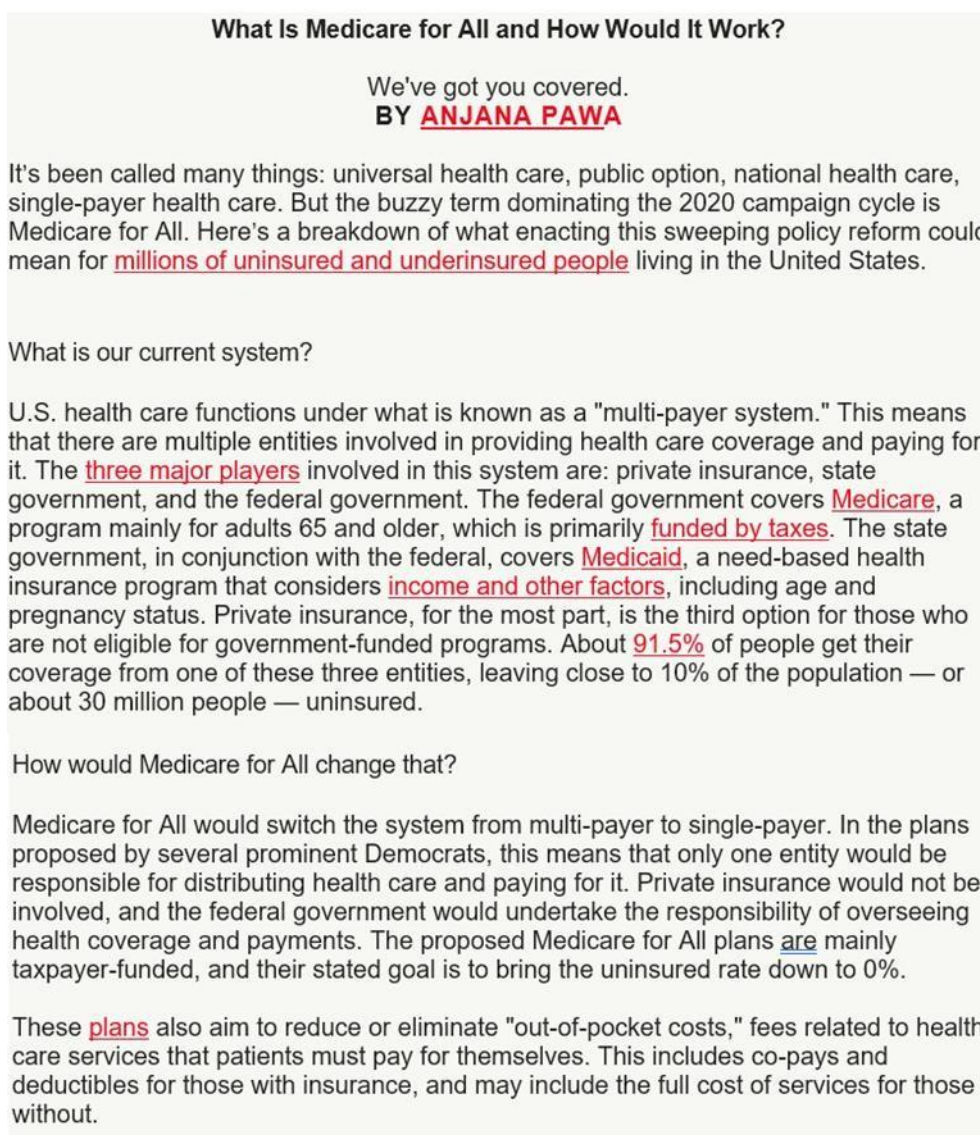 What Is Medicare for All and How Would It Work?
We've got you covered.
BY ANJANA PAWA
It's been called many things: universal health care, public option, national health care,
single-payer health care. But the buzzy term dominating the 2020 campaign cycle is
Medicare for All. Here's a breakdown of what enacting this sweeping policy reform could
mean for millions of uninsured and underinsured people living in the United States.
What is our current system?
U.S. health care functions under what is known as a "multi-payer system." This means
that there are multiple entities involved in providing health care coverage and paying for
it. The three major players involved in this system are: private insurance, state
government, and the federal government. The federal government covers Medicare, a
program mainly for adults 65 and older, which is primarily funded by taxes. The state
government, in conjunction with the federal, covers Medicaid, a need-based health
insurance program that considers income and other factors, including age and
pregnancy status. Private insurance, for the most part, is the third option for those who
are not eligible for government-funded programs. About 91.5% of people get their
coverage from one of these three entities, leaving close to 10% of the population — or
about 30 million people — uninsured.
How would Medicare for All change that?
Medicare for All would switch the system from multi-payer to single-payer. In the plans
proposed by several prominent Democrats, this means that only one entity would be
responsible for distributing health care and paying for it. Private insurance would not be
involved, and the federal government would undertake the responsibility of overseeing
health coverage and payments. The proposed Medicare for All plans are mainly
taxpayer-funded, and their stated goal is to bring the uninsured rate down to 0%.
These plans also aim to reduce or eliminate "out-of-pocket costs," fees related to health
care services that patients must pay for themselves. This includes co-pays and
deductibles for those with insurance, and may include the full cost of services for those
without.